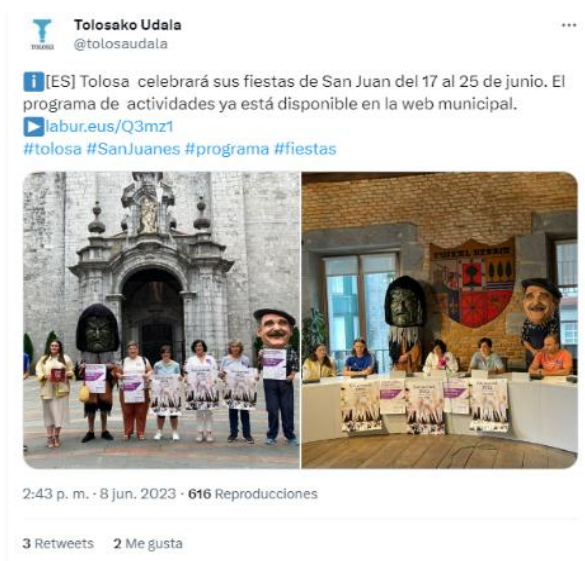 Tolosako Udala
@tolosaudala
TOLOSA
ℹ️[ES] Tolosa celebrará sus fiestas de San Juan del 17 al 25 de junio. El
programa de actividades ya está disponible en la web municipal.
▶️labur.eus/Q3mz1
#tolosa #SanJuanes #programa #fiestas
2:43 p. m. · 8 jun. 2023 · 616 Reproducciones
3 Retweets 2 Me gusta